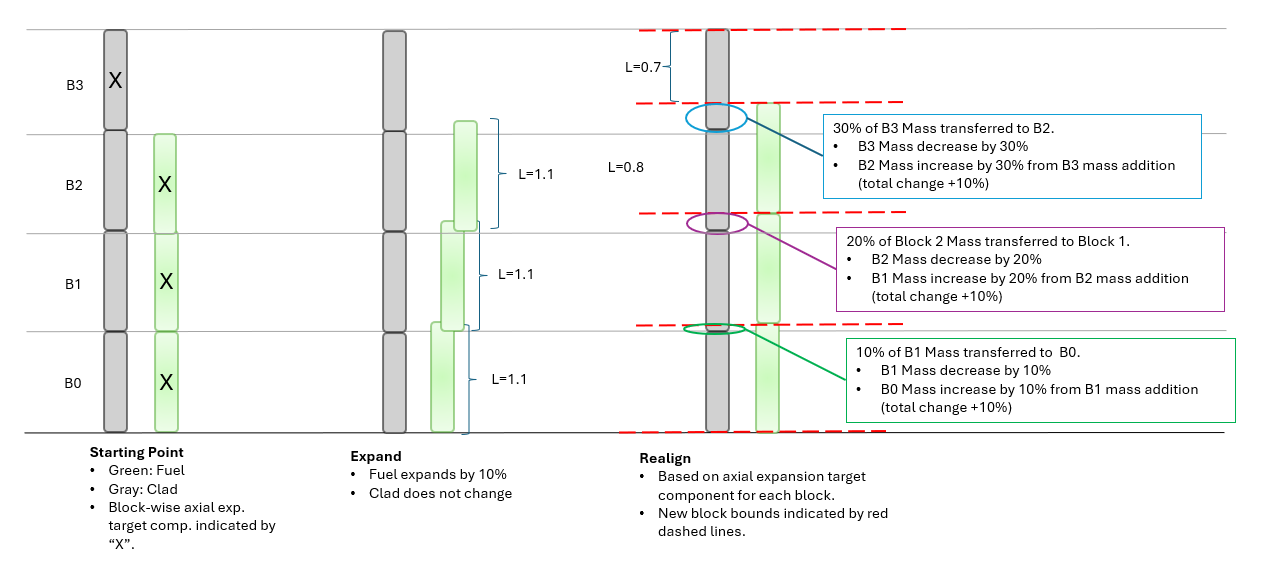 B3
X
B2
X
B1
X
B0
X
L=1.1
L=1.1
L=1.1
L=0.7
L=0.8
30% of B3 Mass transferred to B2.
• B3 Mass decrease by 30%
• B2 Mass increase by 30% from B3 mass addition
(total change +10%)
20% of Block 2 Mass transferred to Block 1.
• B2 Mass decrease by 20%
• B1 Mass increase by 20% from B2 mass addition
(total change +10%)
10% of B1 Mass transferred to B0.
• B1 Mass decrease by 10%
• B0 Mass increase by 10% from B1 mass addition
(total change +10%)
Starting Point
• Green: Fuel
• Gray: Clad
• Block-wise axial exp.
target comp. indicated by
“X”.
Expand
• Fuel expands by 10%
• Clad does not change
Realign
• Based on axial expansion target
component for each block.
• New block bounds indicated by red
dashed lines.